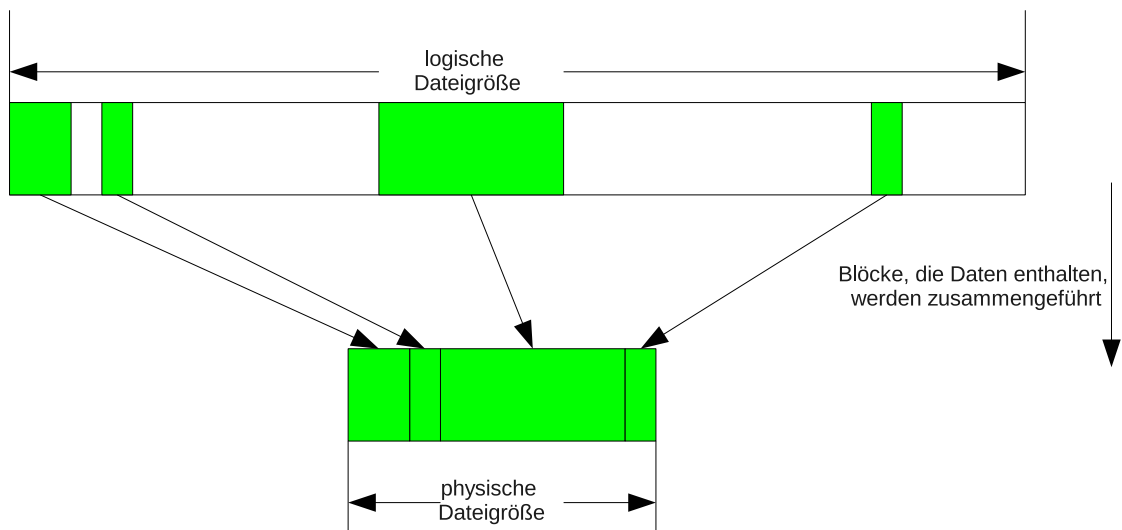 logische
Dateigröße
Blöcke, die Daten enthalten,
werden zusammengeführt
physische
Dateigröße